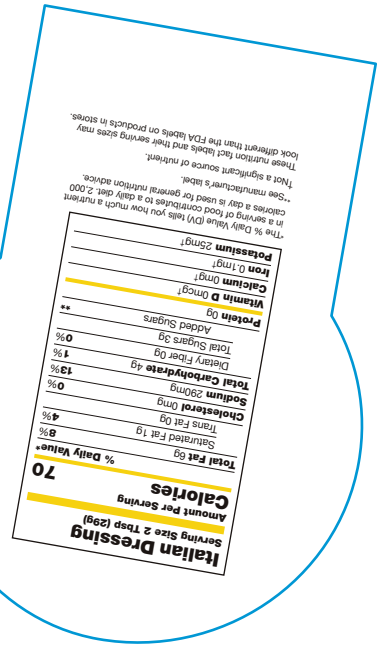 Italian Dressing
Serving Size 2 Tbsp (29g)
Amount Per Serving
Calories 70
% Daily Value*
Total Fat 6g 8%
Saturated Fat 1g 4%
Trans Fat 0g
Cholesterol 0mg 0%
Sodium 290mg 13%
Total Carbohydrate 4g 1%
Dietary Fiber 0g 0%
Total Sugars 3g
Added Sugars **
Protein 0g
Vitamin D 0mcg†
Calcium 0mg†
Iron 0.1mg†
Potassium 25mg†
*The % Daily Value (DV) tells you how much a nutrient
in a serving of food contributes to a daily diet. 2,000
calories a day is used for general nutrition advice.
**See manufacturer's label.
†Not a significant source of nutrient.
These nutrition fact labels and their serving sizes may
look different than the FDA labels on products in stores.